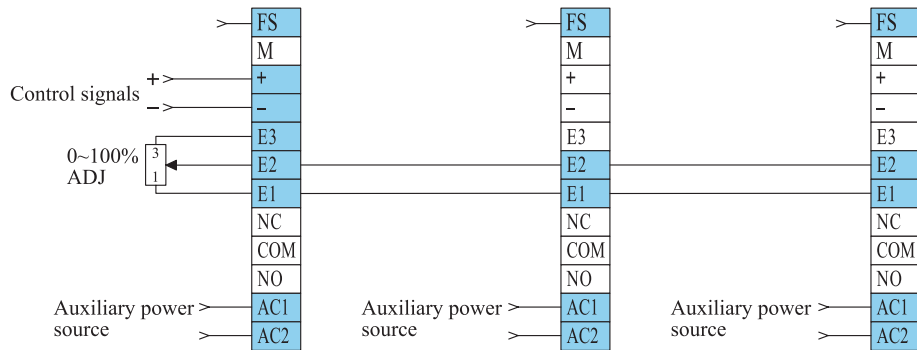 FS FS FS
M M M
+ + + +
Control signals
− − − −
E3 E3 E3
0~100%
ADJ
3
1
E2 E2 E2
E1 E1 E1
NC NC NC
COM COM COM
NO NO NO
Auxiliary power
source
AC1
AC2
Auxiliary power
source
AC1
AC2
Auxiliary power
source
AC1
AC2